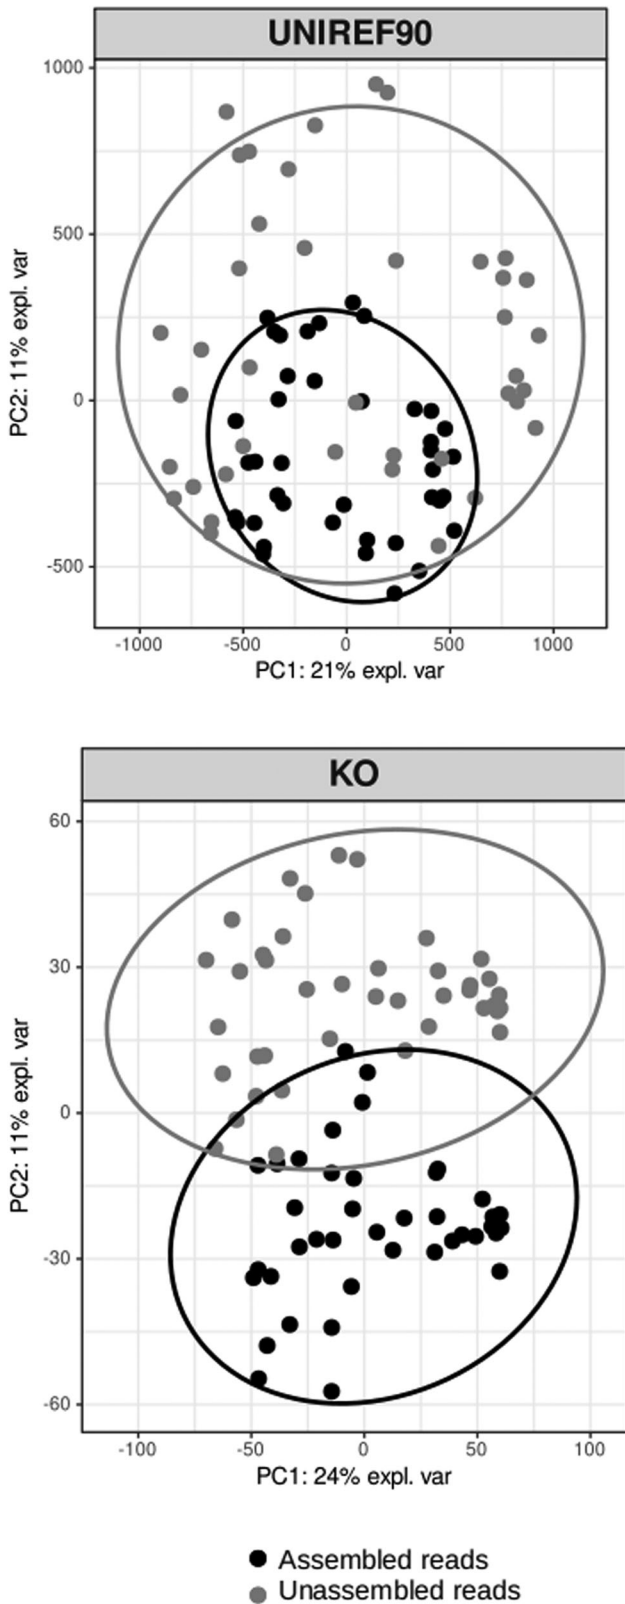 UNIREF90
1000
500
0
-500
PC2: 11% expl. var
-1000 -500 0 500 1000
PC1: 21% expl. var
KO
60
30
0
-30
-60
PC2: 11% expl. var
-100 -50 0 50 100
PC1: 24% expl. var
Assembled reads
Unassembled reads